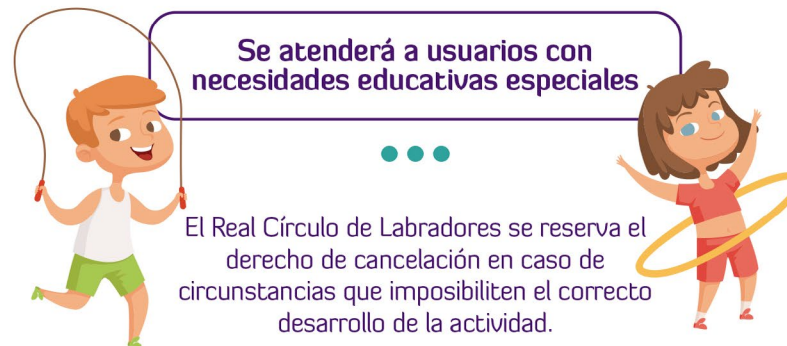 Se atenderá a usuarios con
necesidades educativas especiales
El Real Círculo de Labradores se reserva el
derecho de cancelación en caso de
circunstancias que imposibiliten el correcto
desarrollo de la actividad.